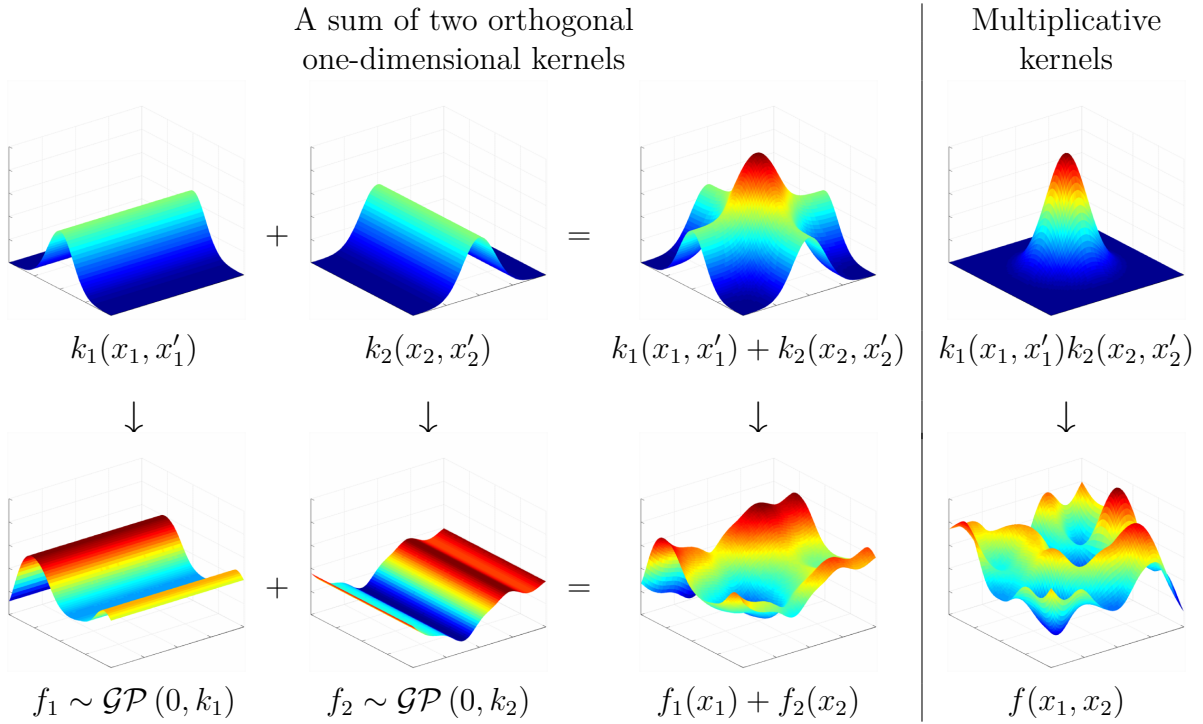 A sum of two orthogonal
one-dimensional kernels
Multiplicative
kernels
+
=
k₁(x₁, x′₁)
k₂(x₂, x′₂)
k₁(x₁, x′₁) + k₂(x₂, x′₂)
k₁(x₁, x′₁)k₂(x₂, x′₂)
↓
↓
↓
↓
+
=
f₁ ∼ 𝒢𝒫 (0, k₁)
f₂ ∼ 𝒢𝒫 (0, k₂)
f₁(x₁) + f₂(x₂)
f(x₁, x₂)